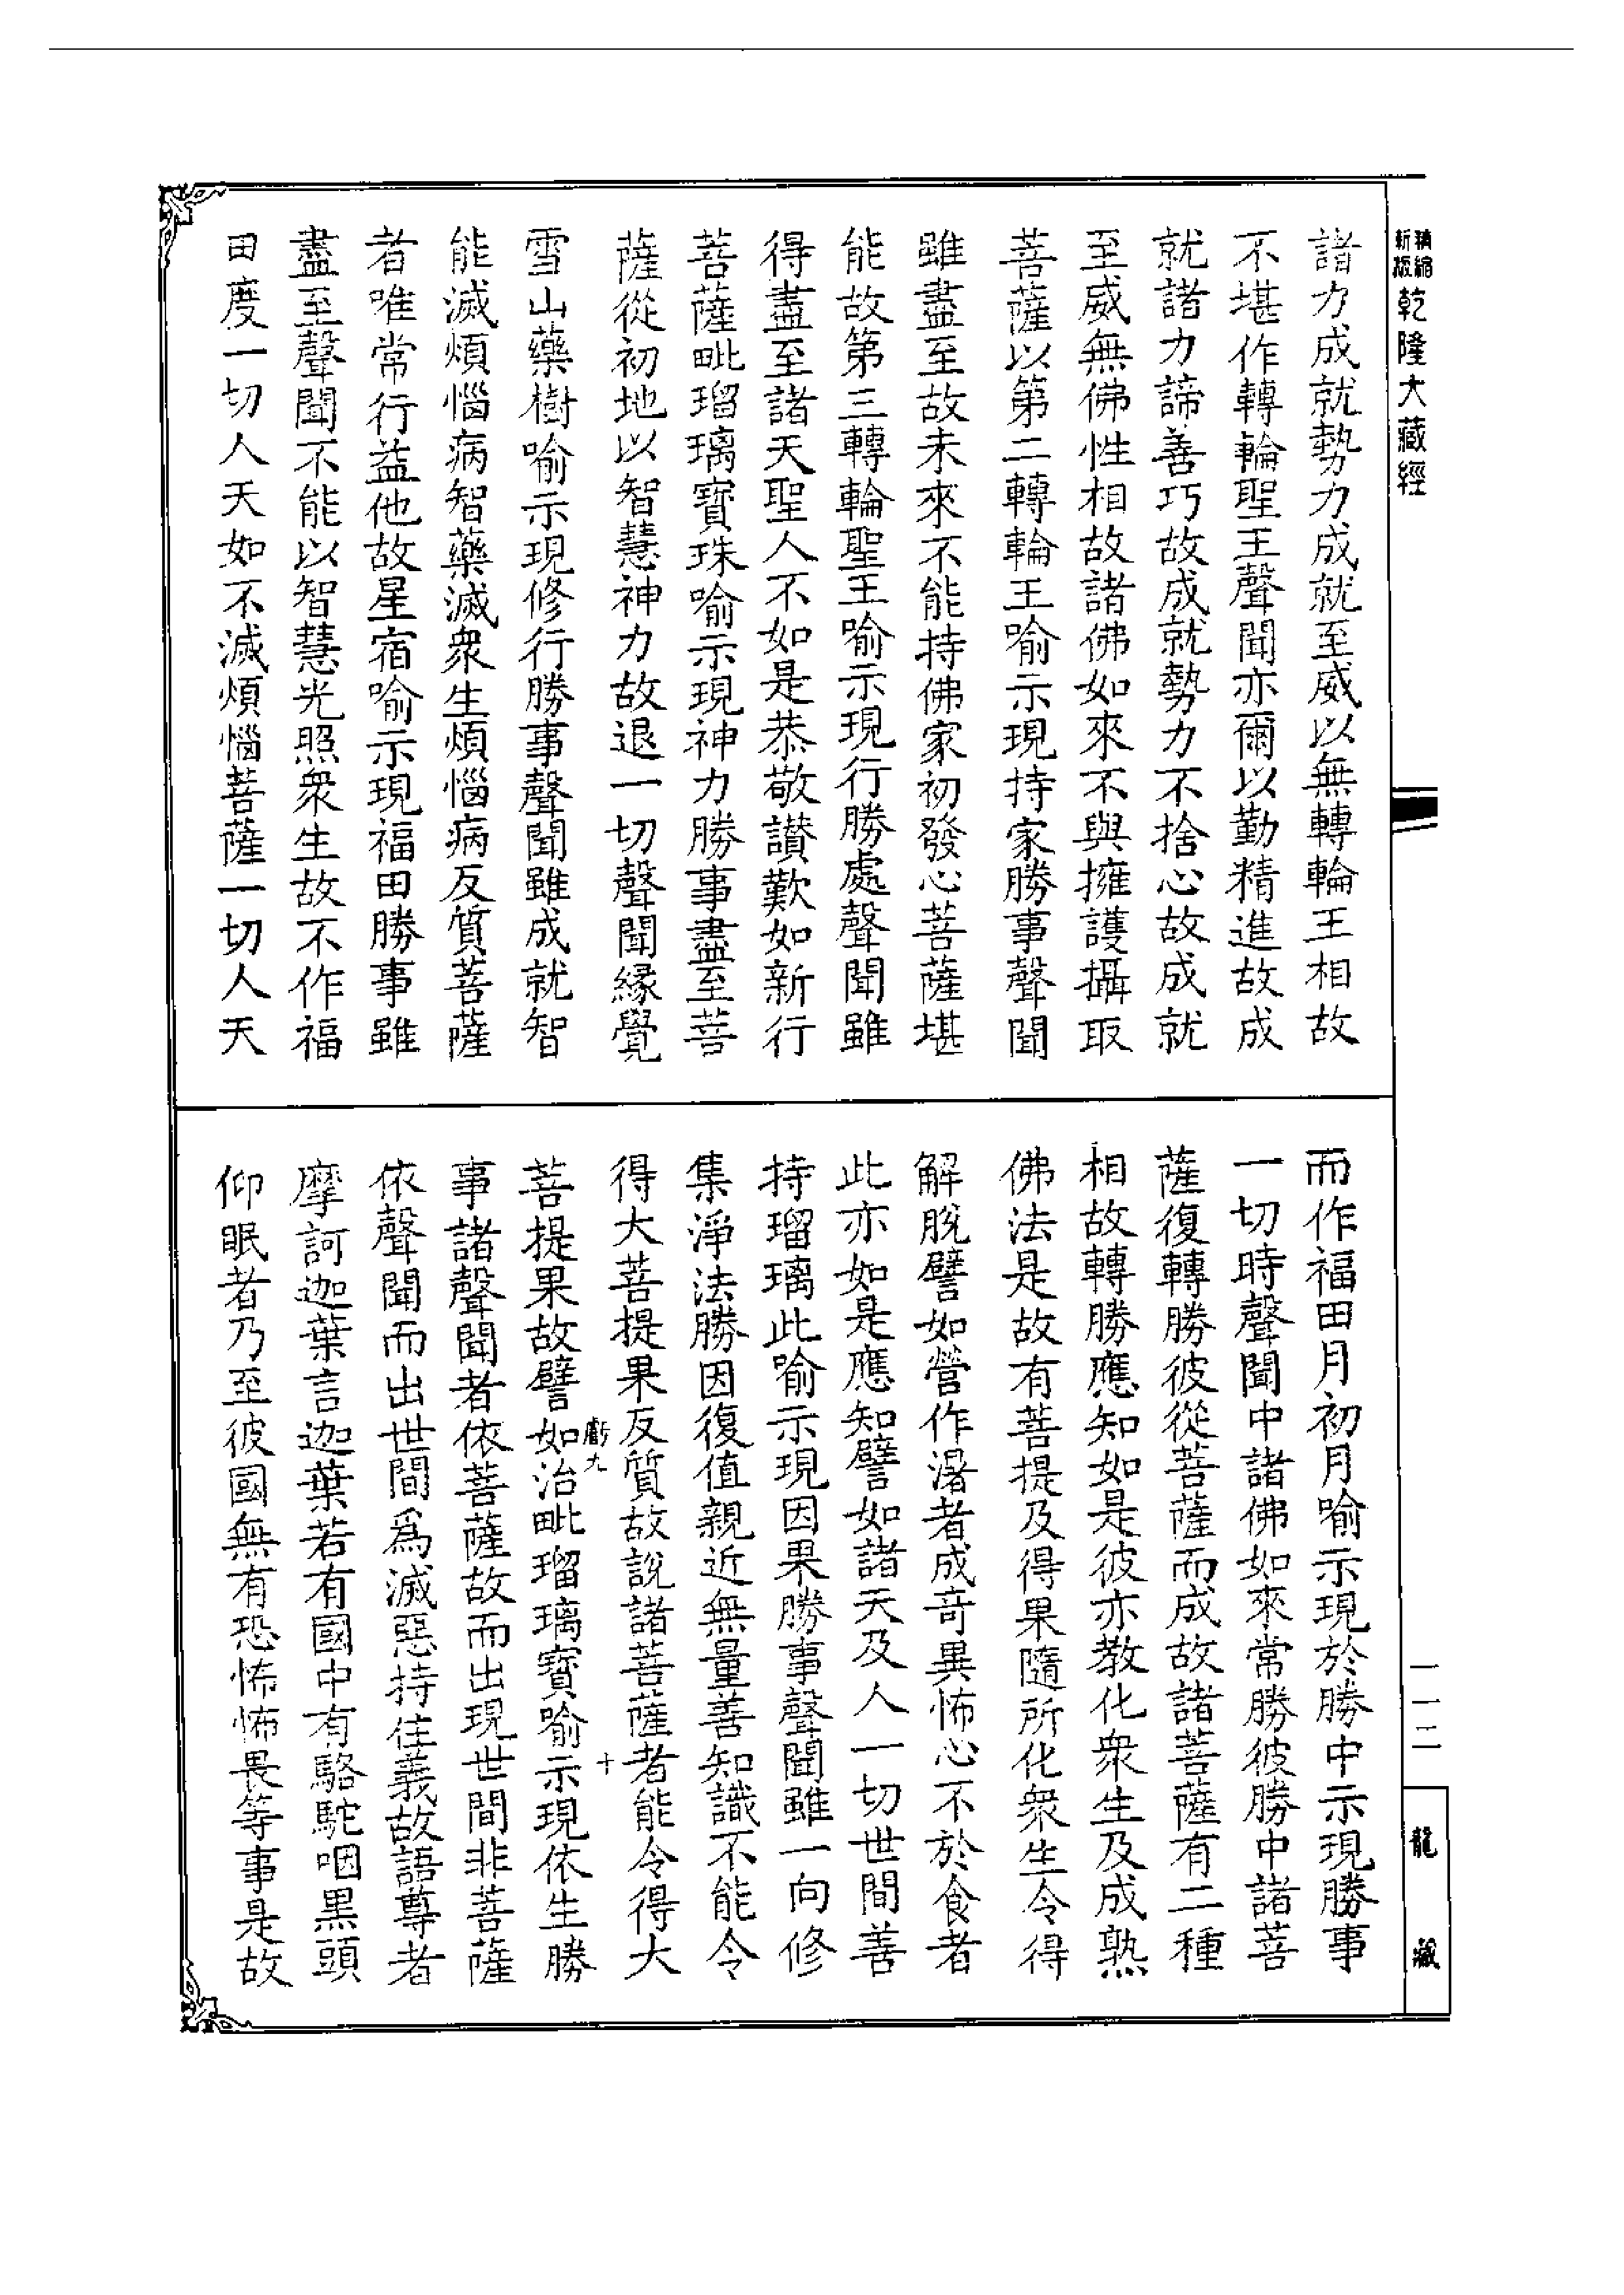 精縮新版乾隆大藏經
諸力成就勢力成就至威以無轉輪王相故
不堪作轉輪聖王聲聞亦爾以勤精進故成
就諸力諦善巧故成就勢力不捨心故成就
至威無佛性相故諸佛如來不與擁護攝取
菩薩以第二轉輪王喻示現持家勝事聲聞
雖盡至故未來不能持佛家初發心菩薩堪
能故第三轉輪聖王喻示現行勝處聲聞雖
得盡至諸天聖人不如是恭敬讃歎如新行
菩薩毗瑠璃寶珠喻示現神力勝事盡至菩
薩從初地以智慧神力故退一切聲聞緣覺
雪山藥樹喻示現修行勝事聲聞雖成就智
能滅煩惱病智藥滅衆生煩惱病反質菩薩
者唯常行益他故星宿喻示現福田勝事雖
盡至聲聞不能以智慧光照衆生故不作福
田度一切人天如不滅煩惱菩薩一切人天
而作福田月初月喻示現於勝中示現勝事
一切時聲聞中諸佛如來常勝彼勝中諸菩
薩復轉勝彼從菩薩而成故諸菩薩有二種
相故轉勝應知如是彼亦教化衆生及成熟
佛法是故有菩提及得果隨所化衆生令得
解脫譬如營作潴者成奇異怖心不於食者
此亦如是應知譬如諸天及人一切世間善
持瑠璃此喻示現因果勝事聲聞雖一向修
集淨法勝因復值親近無量善知識不能令
得大菩提果反質故說諸菩薩者能令得大
虧九
十
菩提果故譬如治毗瑠璃寶喻示現依生勝
事諸聲聞者依菩薩故而出現世間非菩薩
依聲聞而出世間爲滅惡持住義故語尊者
摩訶迦葉言迦葉若有國中有駱駝咽黑頭
仰眠者乃至彼國無有恐怖怖畏等事是故
一一二
龍藏